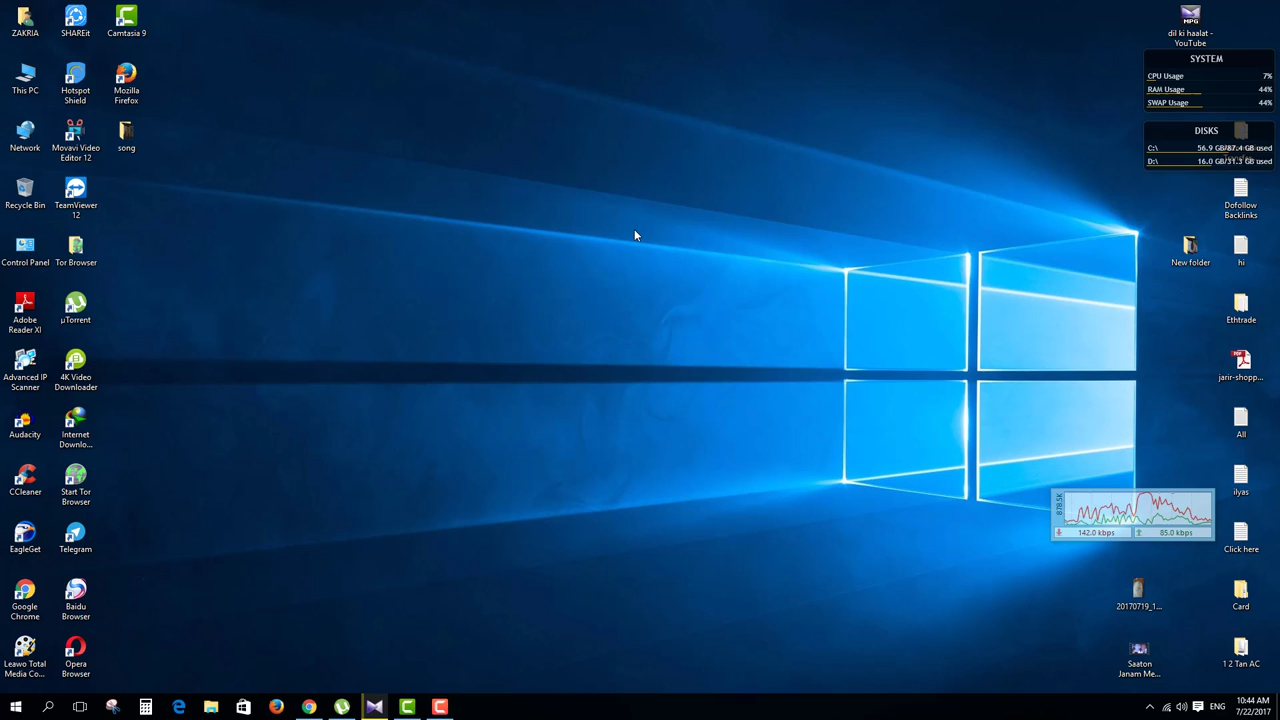 ZAKRIA
SHAREit
Camtasia 9
This PC
Hotspot
Shield
Mozilla
Firefox
Network
Movavi Video
Editor 12
song
Recycle Bin
TeamViewer
12
Control Panel
Tor Browser
Adobe
Reader XI
µTorrent
Advanced IP
Scanner
4K Video
Downloader
Audacity
Internet
Downlo...
CCleaner
Start Tor
Browser
EagleGet
Telegram
Google
Chrome
Baidu
Browser
Leawo Total
Media Co...
Opera
Browser
MPG
dil ki haalat -
YouTube
SYSTEM
CPU Usage 7%
RAM Usage 44%
SWAP Usage 44%
DISKS
C:\ 56.9 GB/87.4 GB used
D:\ 16.0 GB/31.3 GB used
Dofollow
Backlinks
New folder
hi
Ethtrade
PDF
jarir-shopp...
All
ilyas
878.5K
142.0 kbps
85.0 kbps
Click here
20170719_1...
Card
Saaton
Janam Me...
1 2 Tan AC
ENG
10:44 AM
7/22/2017